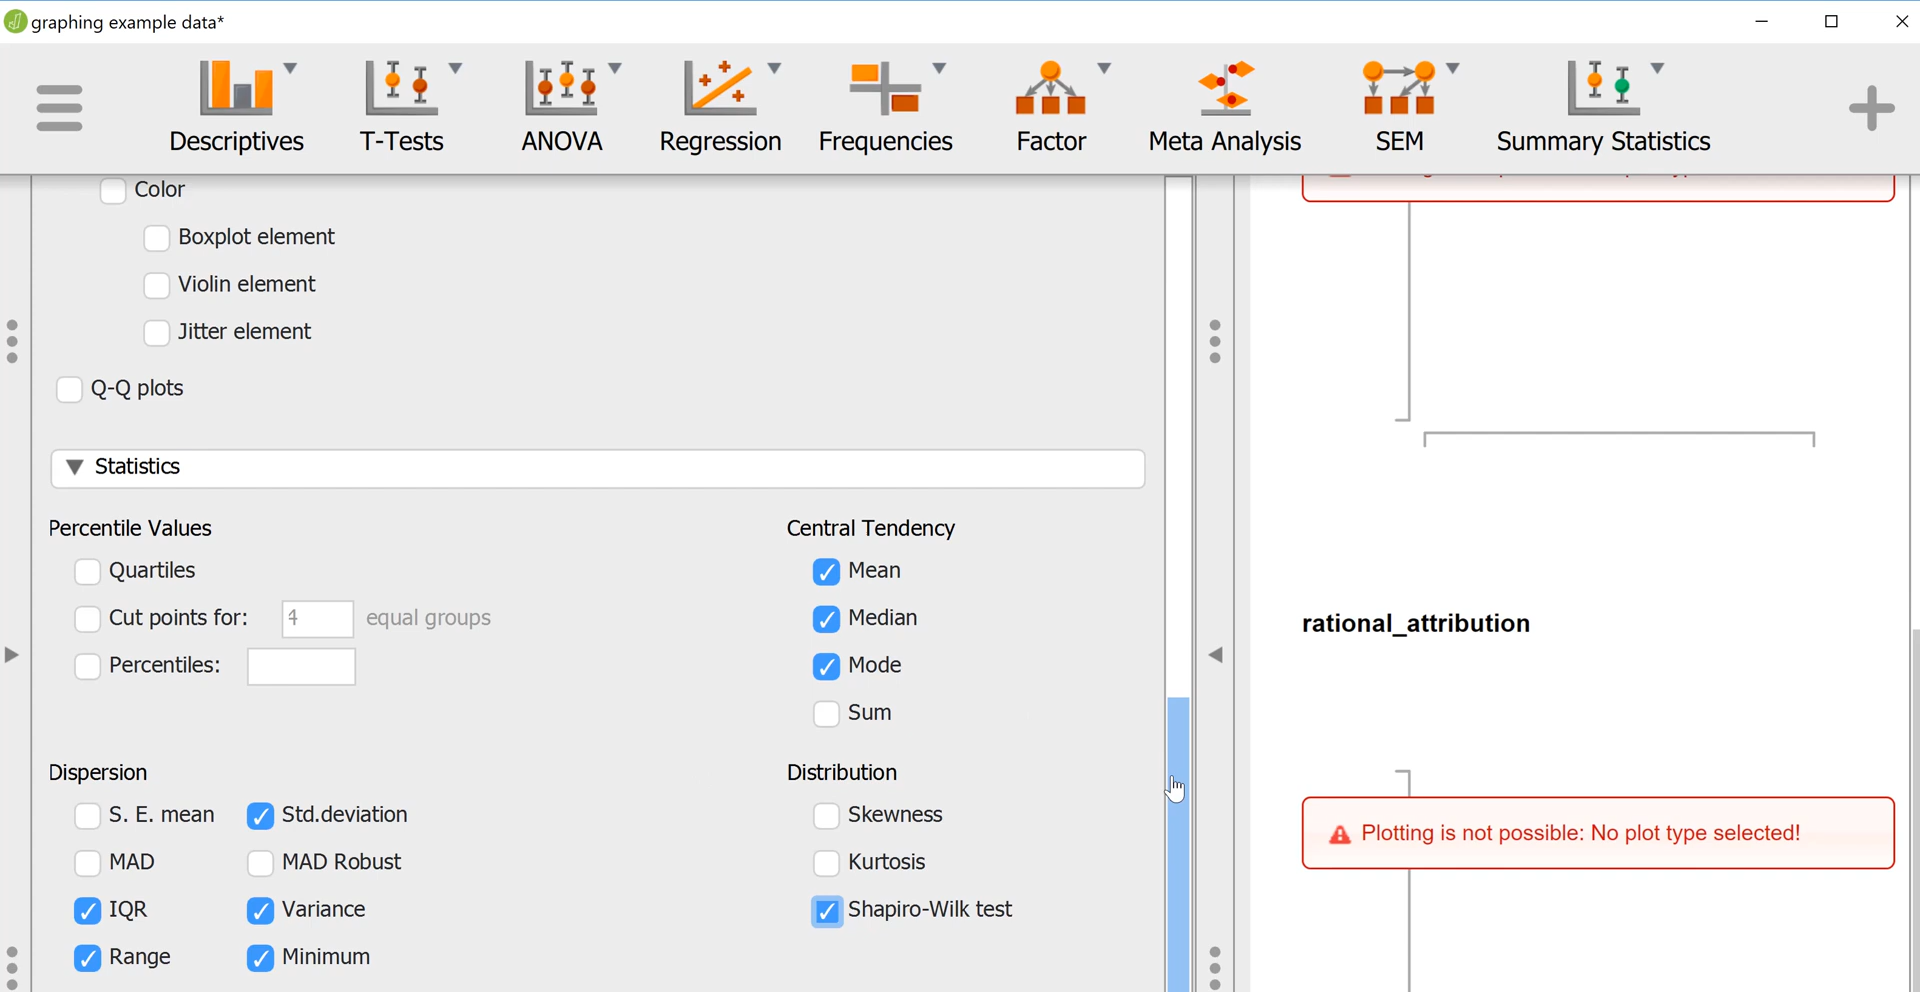 graphing example data*
Descriptives T-Tests ANOVA Regression Frequencies Factor Meta Analysis SEM Summary Statistics
Color
Boxplot element
Violin element
Jitter element
Q-Q plots
Statistics
Percentile Values
Quartiles
Cut points for: 4 equal groups
Percentiles:
Central Tendency
Mean
Median
Mode
Sum
Dispersion
S. E. mean Std.deviation
MAD MAD Robust
IQR Variance
Range Minimum
Distribution
Skewness
Kurtosis
Shapiro-Wilk test
rational_attribution
Plotting is not possible: No plot type selected!